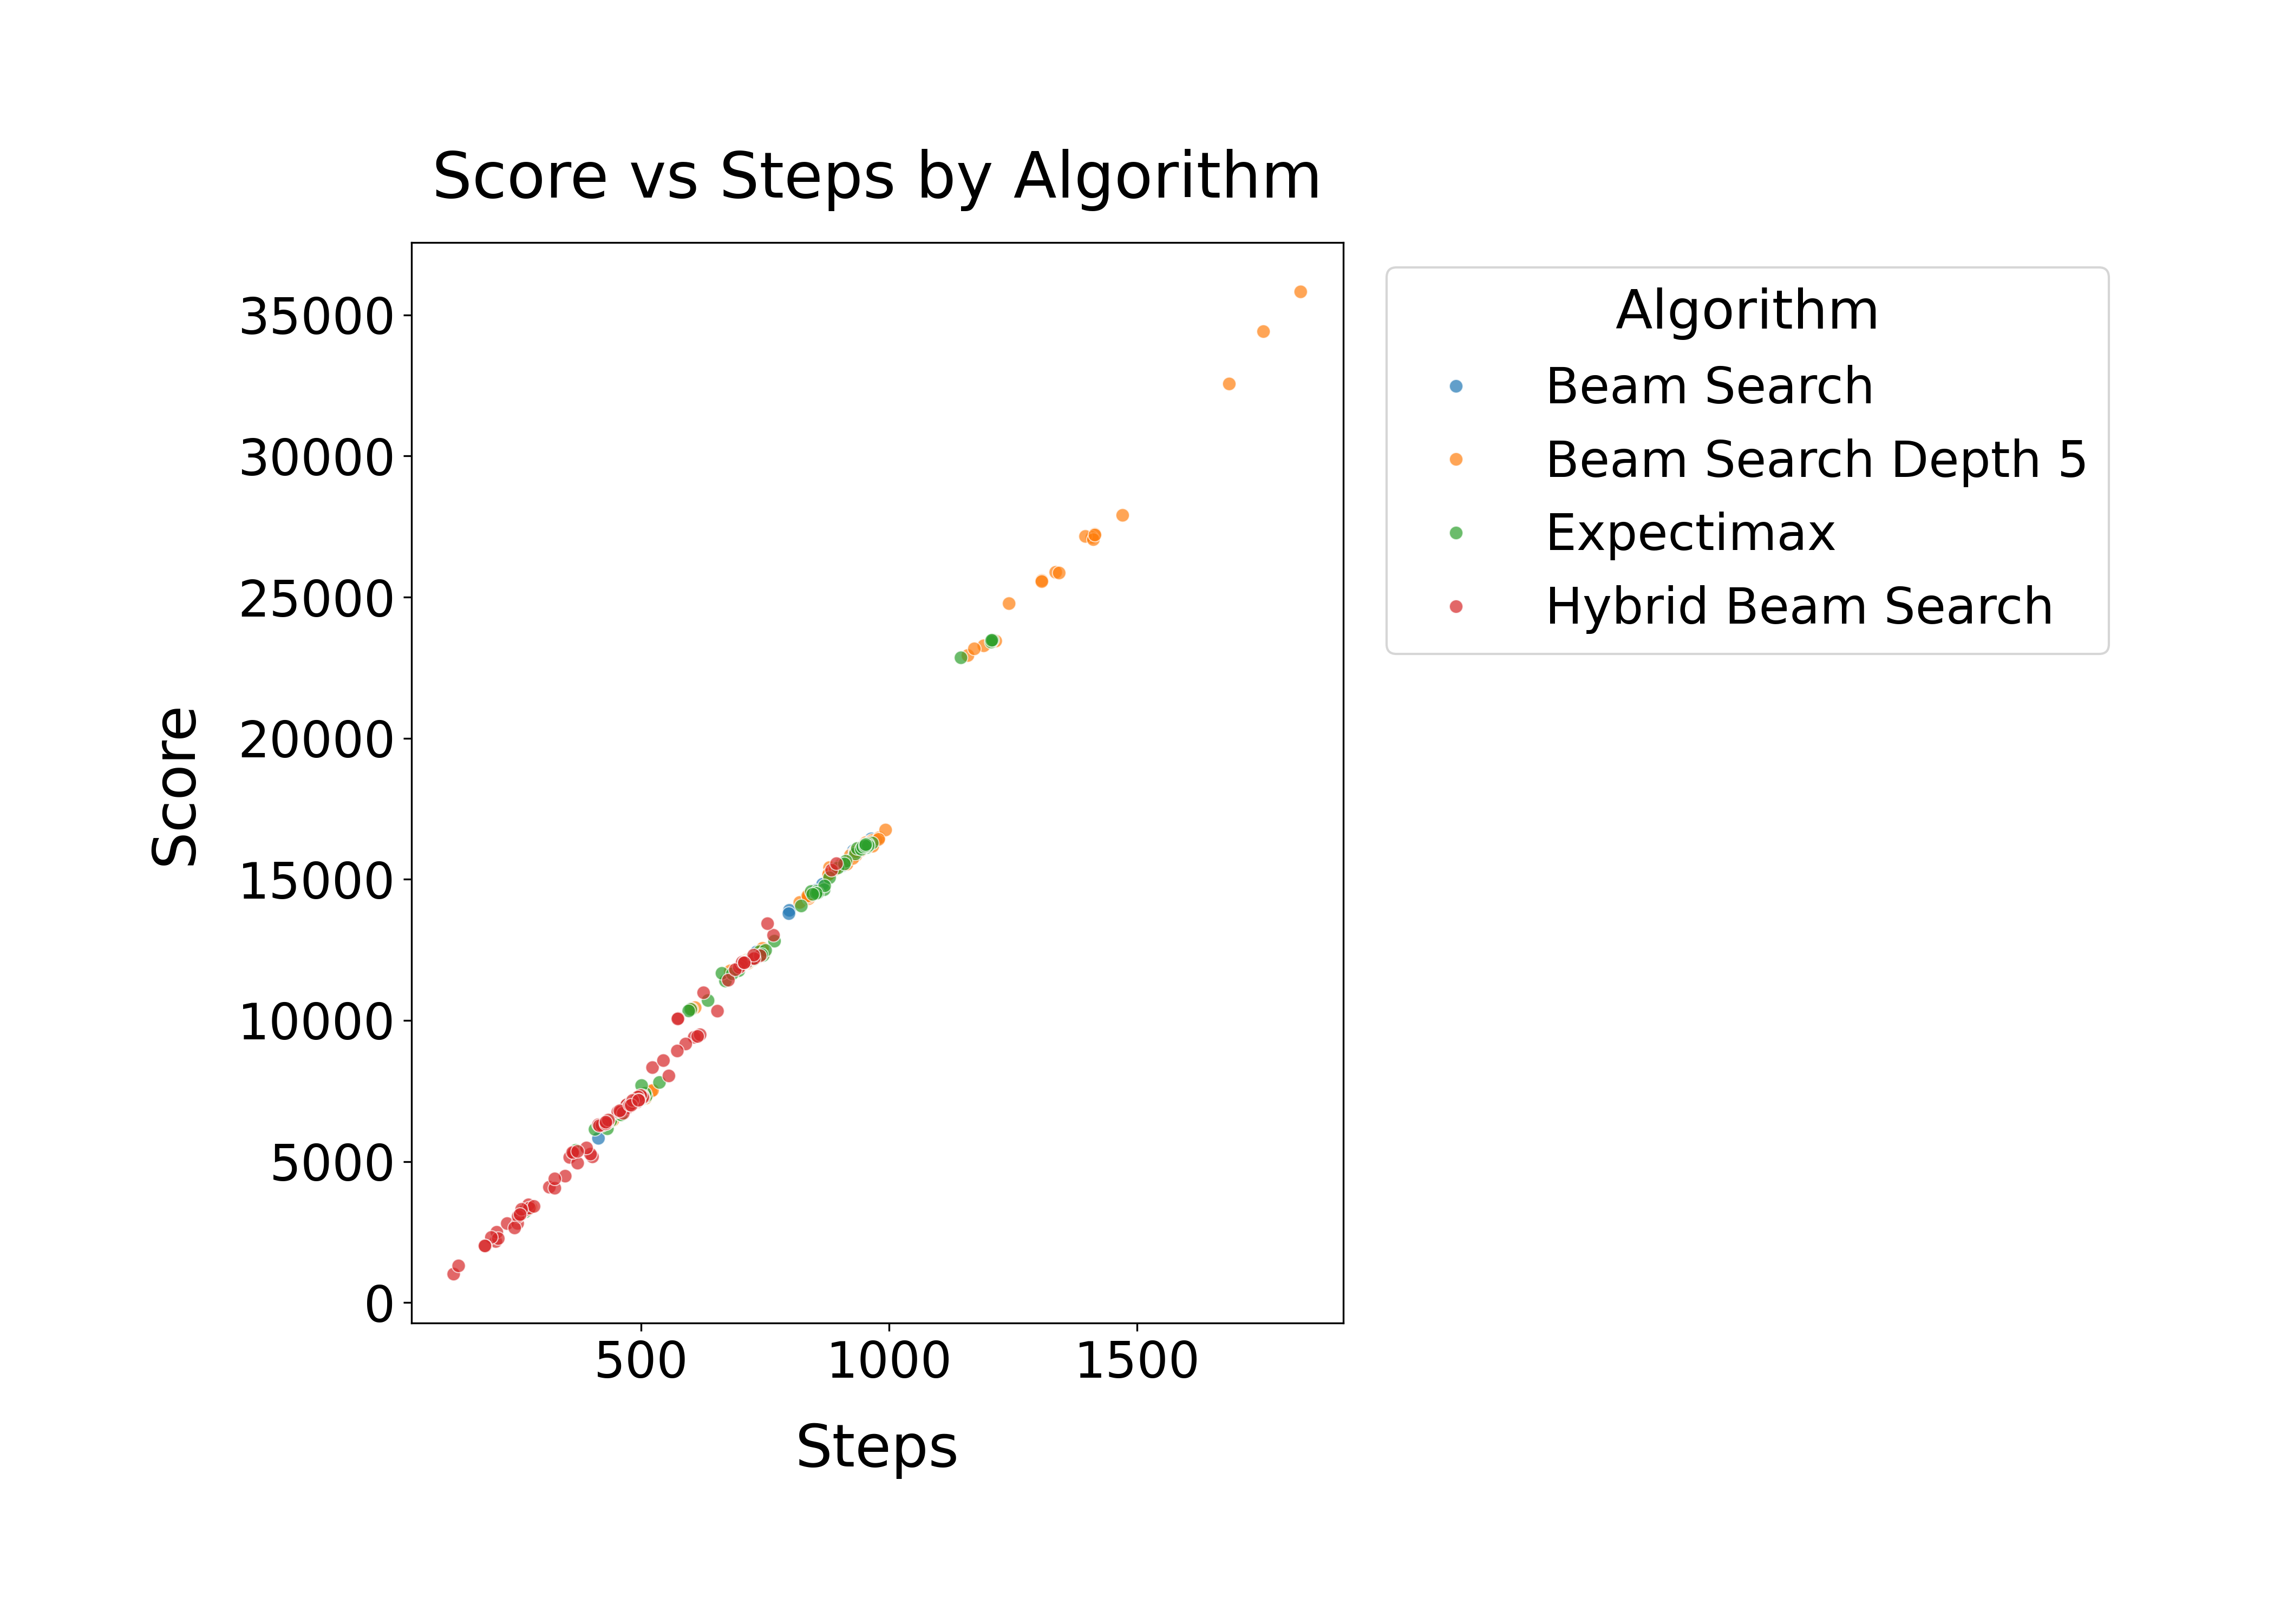 Score vs Steps by Algorithm
35000
30000
25000
20000
15000
10000
5000
0
Score
500 1000 1500
Steps
Algorithm
Beam Search
Beam Search Depth 5
Expectimax
Hybrid Beam Search